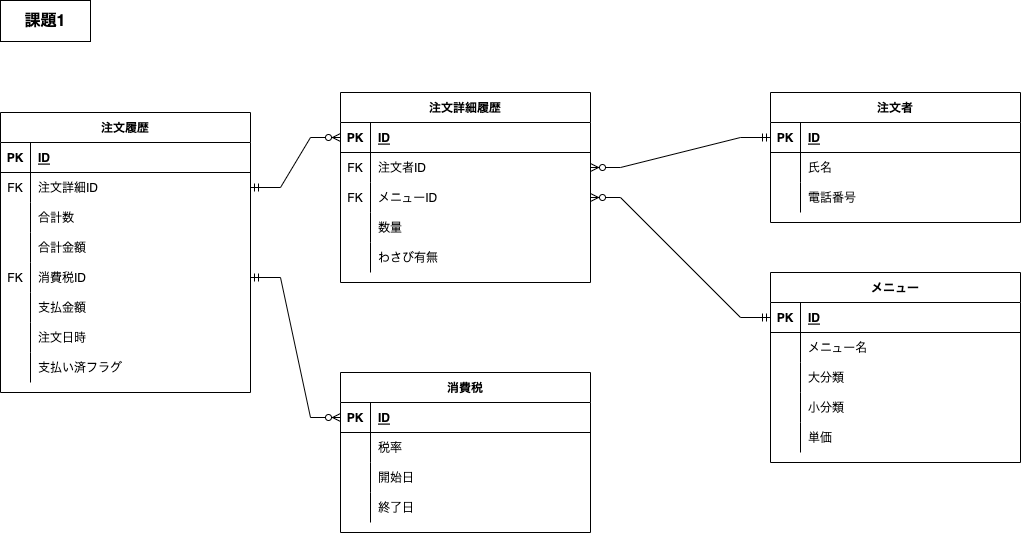 課題1
注文履歴
PK ID
FK 注文詳細ID
合計数
合計金額
FK 消費税ID
支払金額
注文日時
支払い済フラグ
注文詳細履歴
PK ID
FK 注文者ID
FK メニューID
数量
わさび有無
消費税
PK ID
税率
開始日
終了日
注文者
PK ID
氏名
電話番号
メニュー
PK ID
メニュー名
大分類
小分類
単価